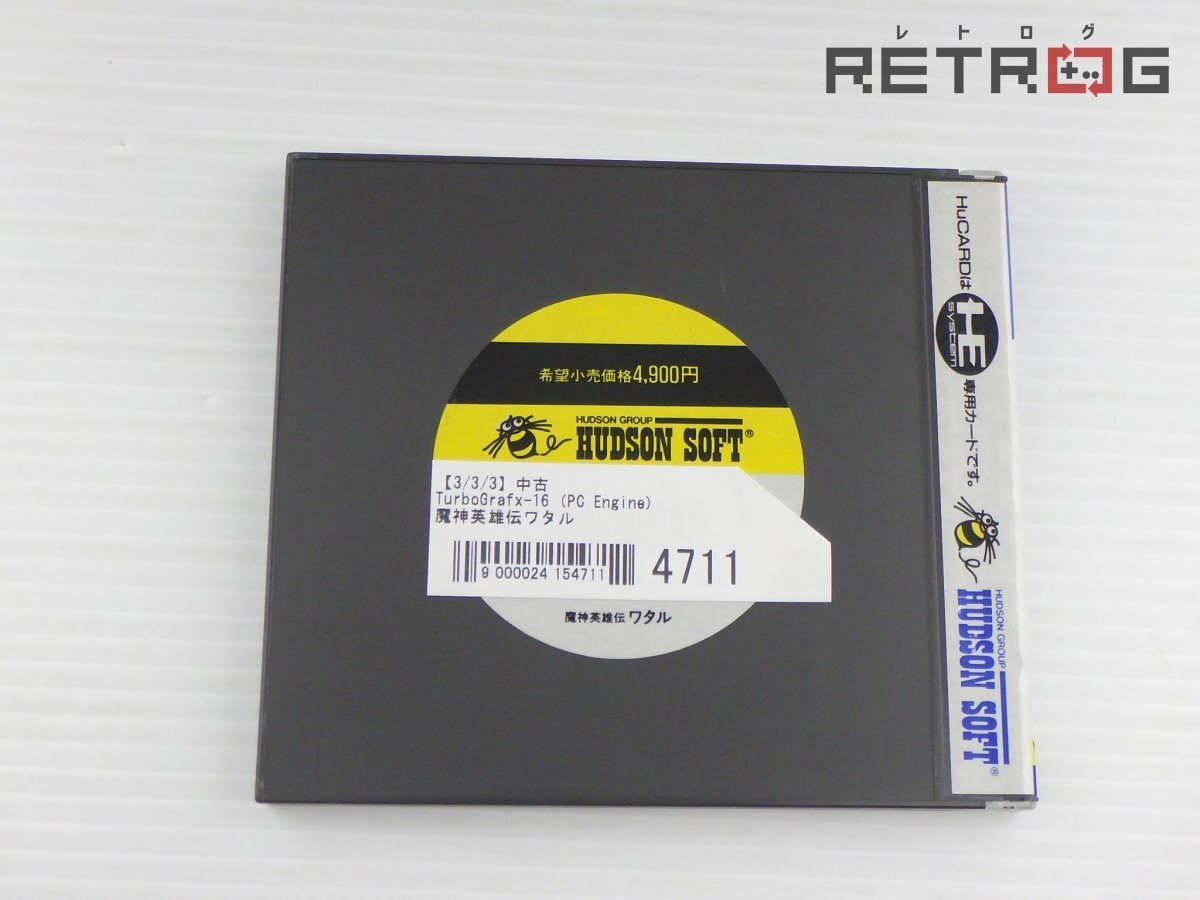 レトログ
RETROG
希望小売価格4,900円
HUDSON GROUP
HUDSON SOFT®
【3/3/3】中古
TurboGrafx-16 (PC Engine)
魔神英雄伝ワタル
9 000024 154711
4711
魔神英雄伝ワタル
HuCARDは HE system 専用カードです。
HUDSON GROUP
HUDSON SOFT®